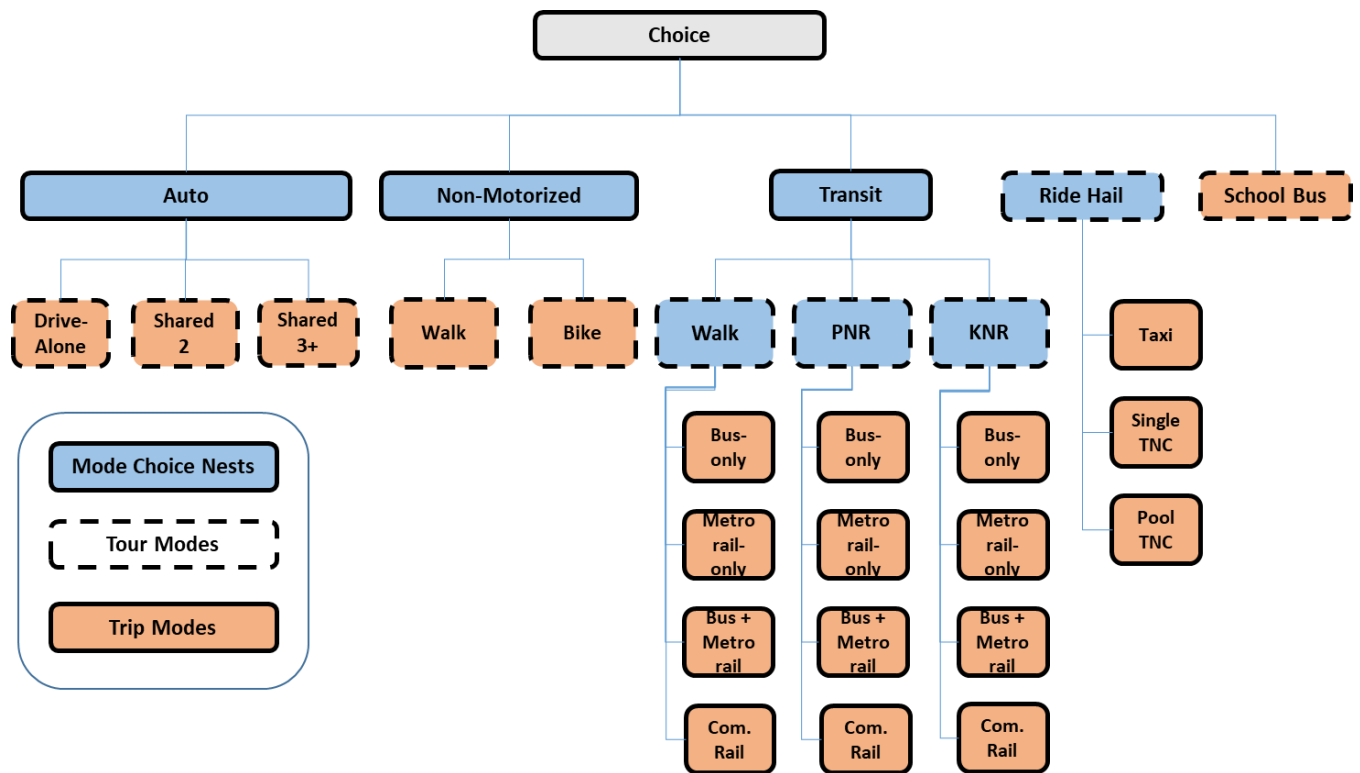 Choice
Auto
Non-Motorized
Transit
Ride Hail
School Bus
Drive-
Alone
Shared
2
Shared
3+
Walk
Bike
Walk
PNR
KNR
Taxi
Single
TNC
Pool
TNC
Bus-
only
Metro
rail-
only
Bus +
Metro
rail
Com.
Rail
Bus-
only
Metro
rail-
only
Bus +
Metro
rail
Com.
Rail
Bus-
only
Metro
rail-
only
Bus +
Metro
rail
Com.
Rail
Mode Choice Nests
Tour Modes
Trip Modes